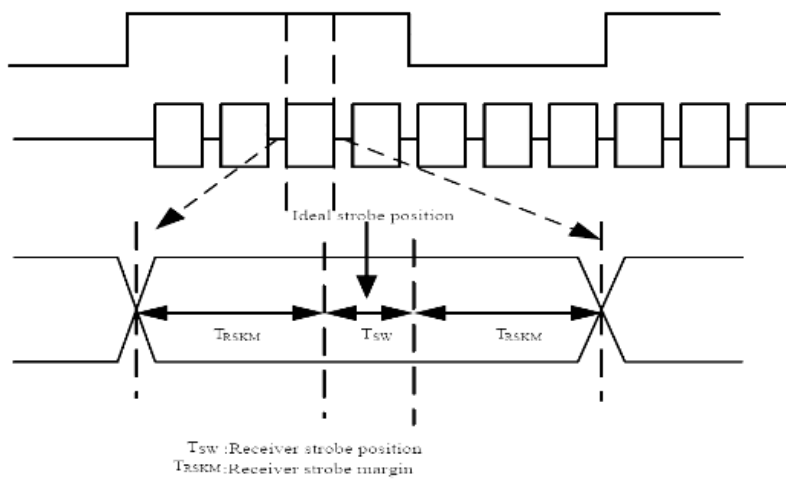 Ideal strobe position
TRSKM TSW TRSKM
TSW :Receiver strobe position
TRSKM:Receiver strobe margin